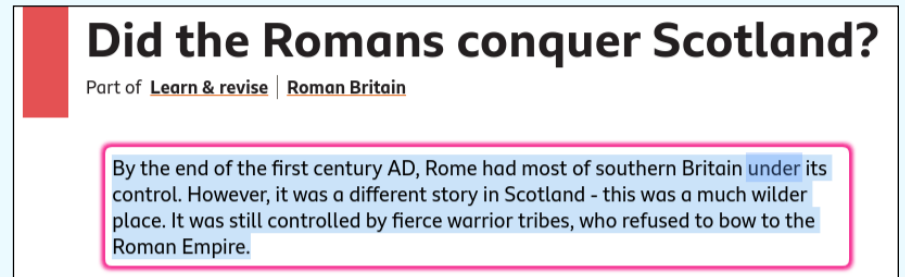 Did the Romans conquer Scotland?
Part of Learn & revise | Roman Britain
By the end of the first century AD, Rome had most of southern Britain under its
control. However, it was a different story in Scotland - this was a much wilder
place. It was still controlled by fierce warrior tribes, who refused to bow to the
Roman Empire.